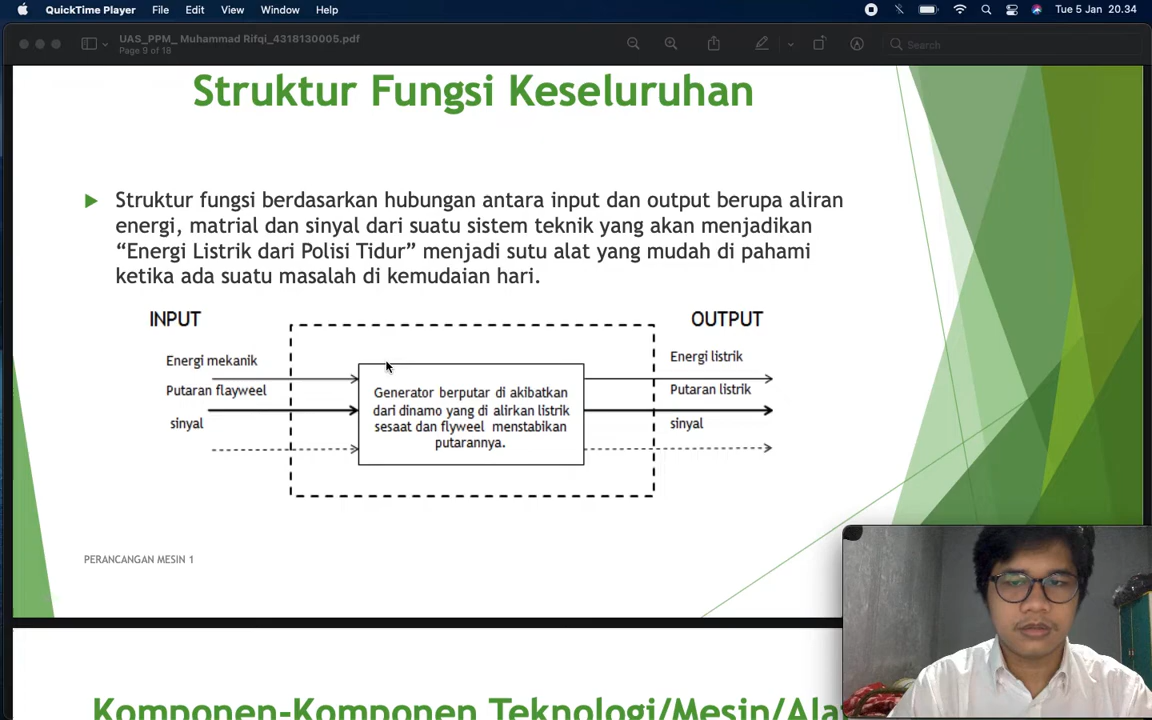 QuickTime Player File Edit View Window Help Tue 5 Jan 20.34
UAS_PPM_ Muhammad Rifqi_4318130005.pdf
Page 9 of 18
Search
Struktur Fungsi Keseluruhan
Struktur fungsi berdasarkan hubungan antara input dan output berupa aliran
energi, matrial dan sinyal dari suatu sistem teknik yang akan menjadikan
“Energi Listrik dari Polisi Tidur” menjadi sutu alat yang mudah di pahami
ketika ada suatu masalah di kemudaian hari.
INPUT
OUTPUT
Energi mekanik
Putaran flayweel
sinyal
Generator berputar di akibatkan
dari dinamo yang di alirkan listrik
sesaat dan flyweel menstabikan
putarannya.
Energi listrik
Putaran listrik
sinyal
PERANCANGAN MESIN 1
Komponen-Komponen Teknologi/Mesin/Ala